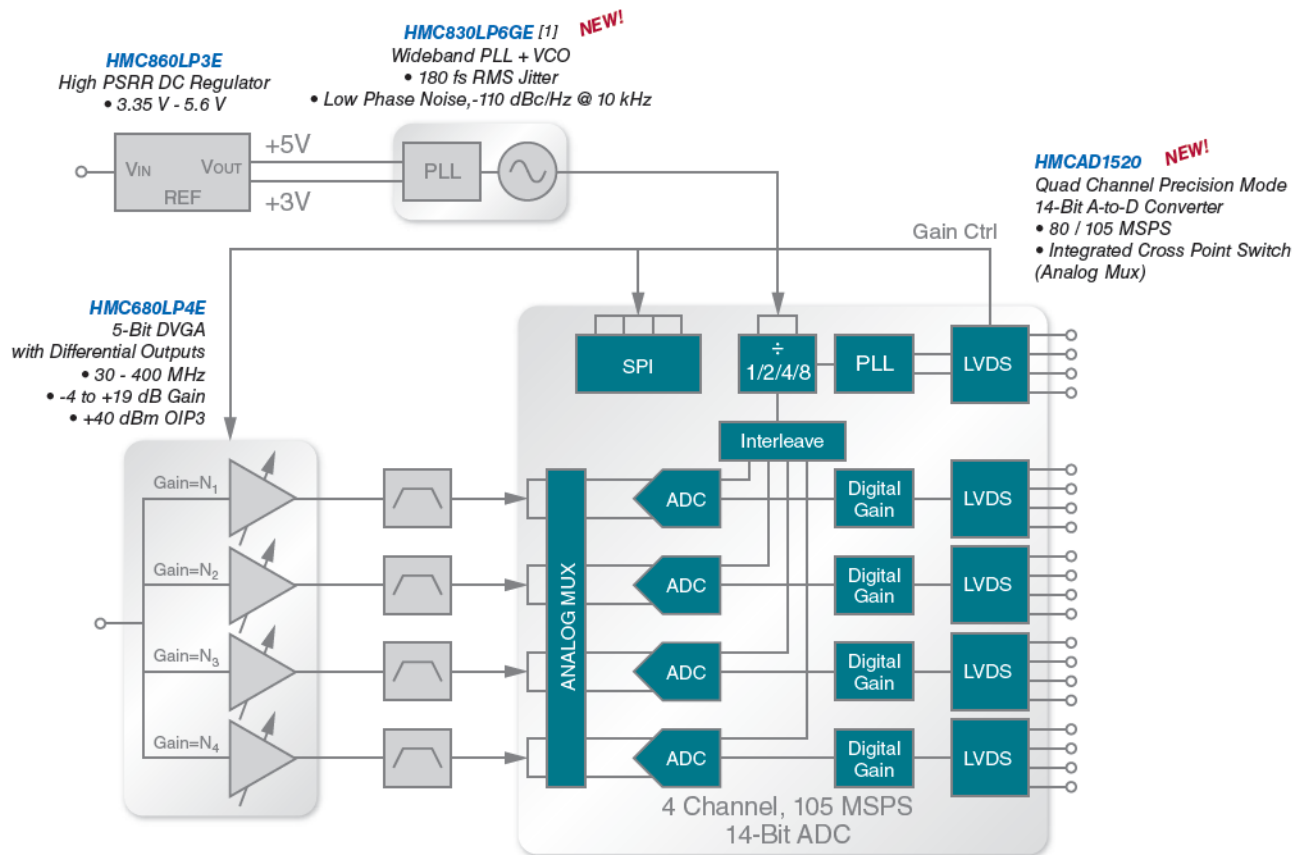 HMC860LP3E
High PSRR DC Regulator
• 3.35 V - 5.6 V
HMC830LP6GE [1]
NEW!
Wideband PLL + VCO
• 180 fs RMS Jitter
• Low Phase Noise,-110 dBc/Hz @ 10 kHz
VIN
VOUT
REF
+5V
+3V
PLL
HMCAD1520
NEW!
Quad Channel Precision Mode
14-Bit A-to-D Converter
• 80 / 105 MSPS
• Integrated Cross Point Switch
(Analog Mux)
Gain Ctrl
HMC680LP4E
5-Bit DVGA
with Differential Outputs
• 30 - 400 MHz
• -4 to +19 dB Gain
• +40 dBm OIP3
SPI
÷
1/2/4/8
PLL
LVDS
Interleave
Gain=N1
Gain=N2
Gain=N3
Gain=N4
ANALOG MUX
ADC
Digital
Gain
LVDS
ADC
Digital
Gain
LVDS
ADC
Digital
Gain
LVDS
ADC
Digital
Gain
LVDS
4 Channel, 105 MSPS
14-Bit ADC